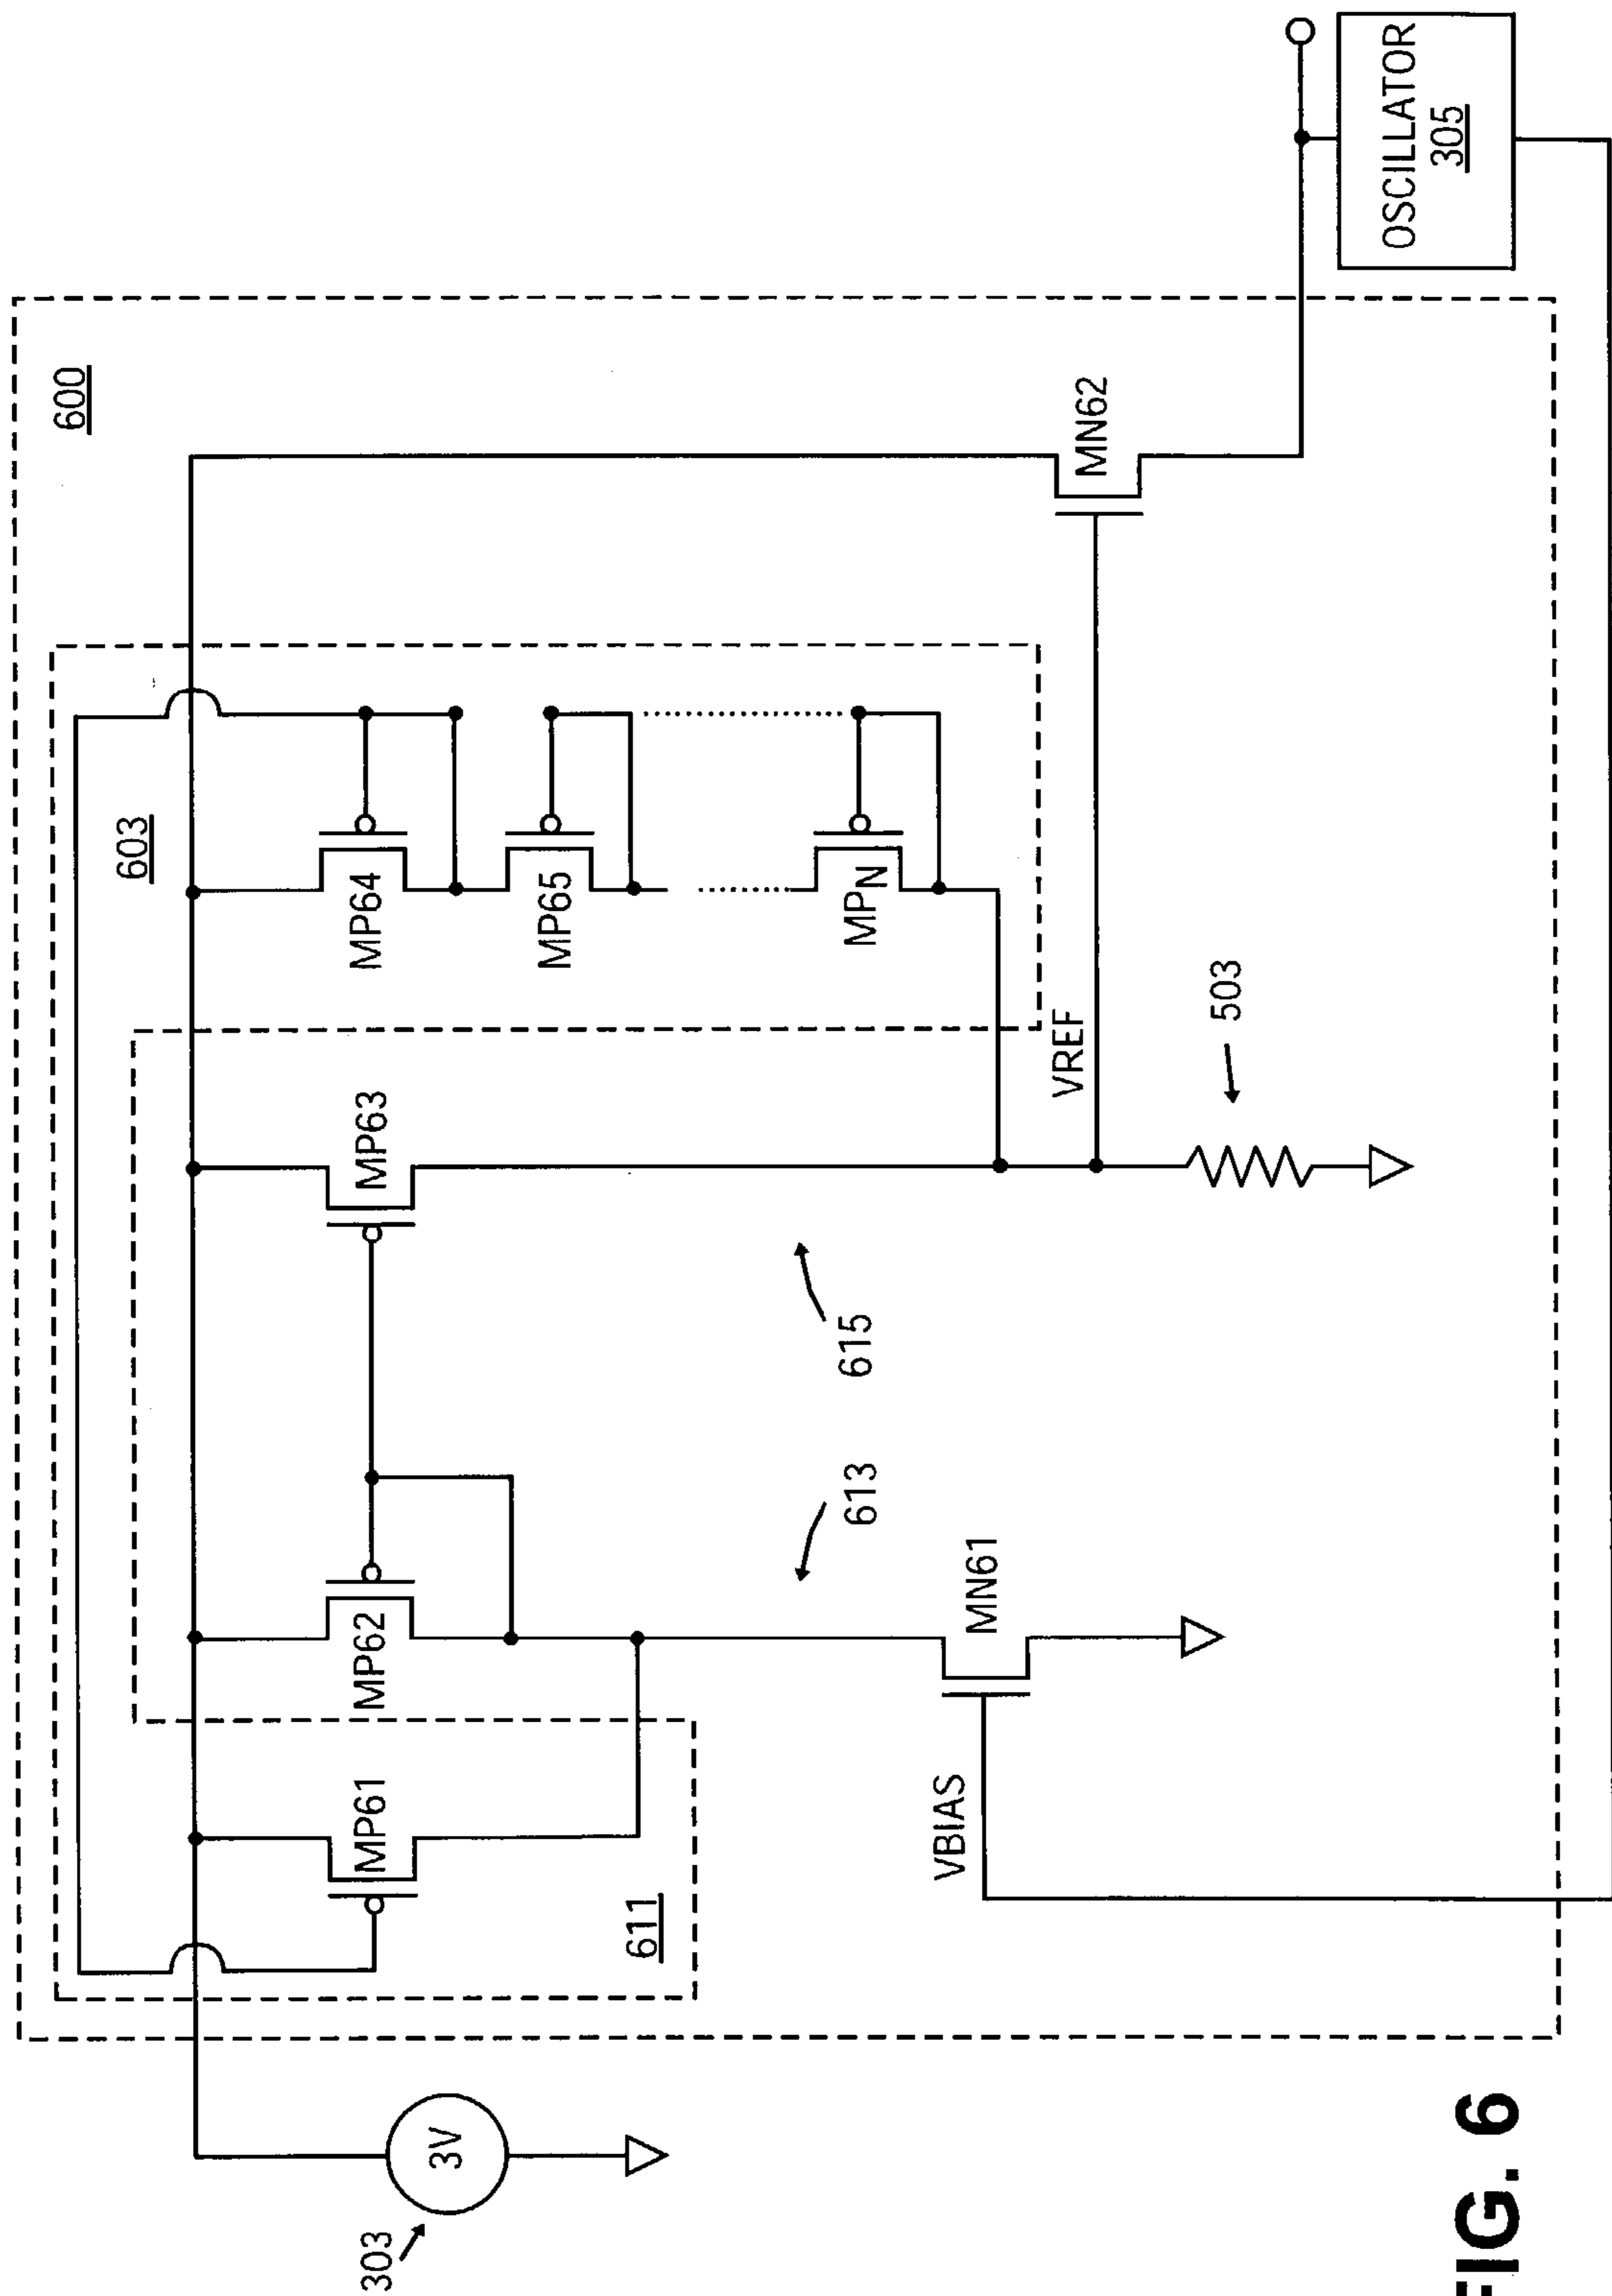 600
603
611
MP61
MP62
MP63
MP64
MP65
MPN
613
615
MN61
MN62
VBIAS
VREF
503
303
3V
OSCILLATOR
305
FIG. 6